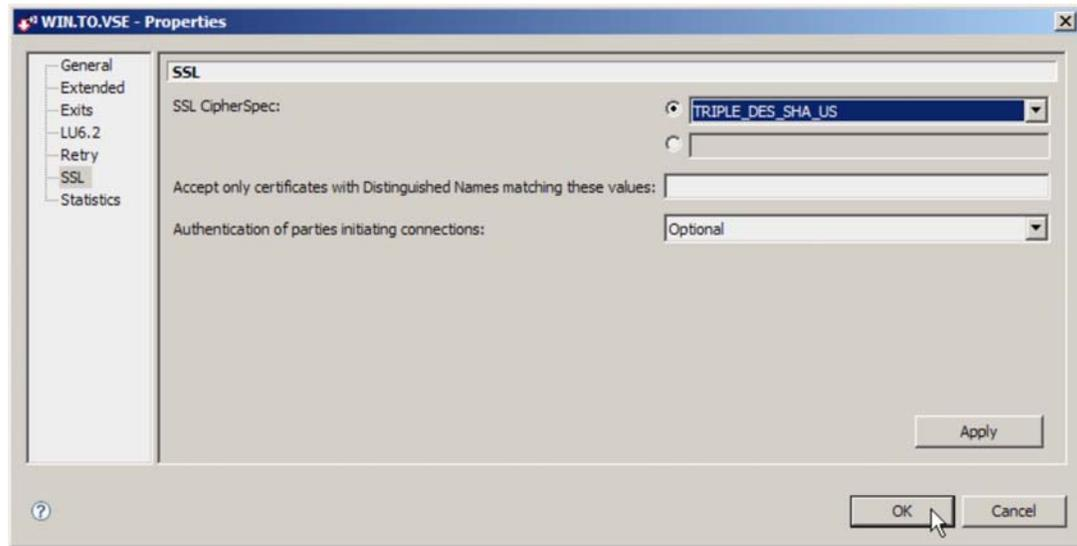 WIN.TO.VSE - Properties
General
Extended
Exits
LU6.2
Retry
SSL
Statistics
SSL
SSL CipherSpec:
TRIPLE_DES_SHA_US
Accept only certificates with Distinguished Names matching these values:
Authentication of parties initiating connections:
Optional
Apply
?
OK
Cancel